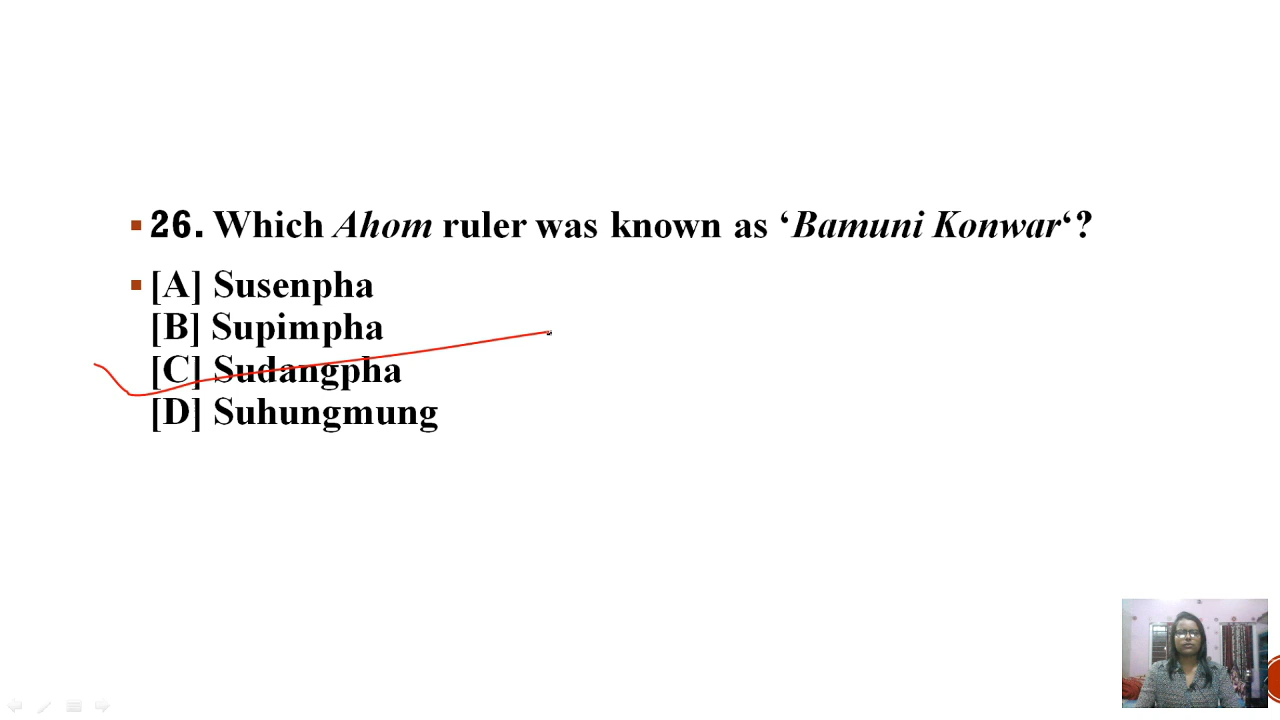 26. Which Ahom ruler was known as ‘Bamuni Konwar‘?
[A] Susenpha
[B] Supimpha
[C] Sudangpha
[D] Suhungmung